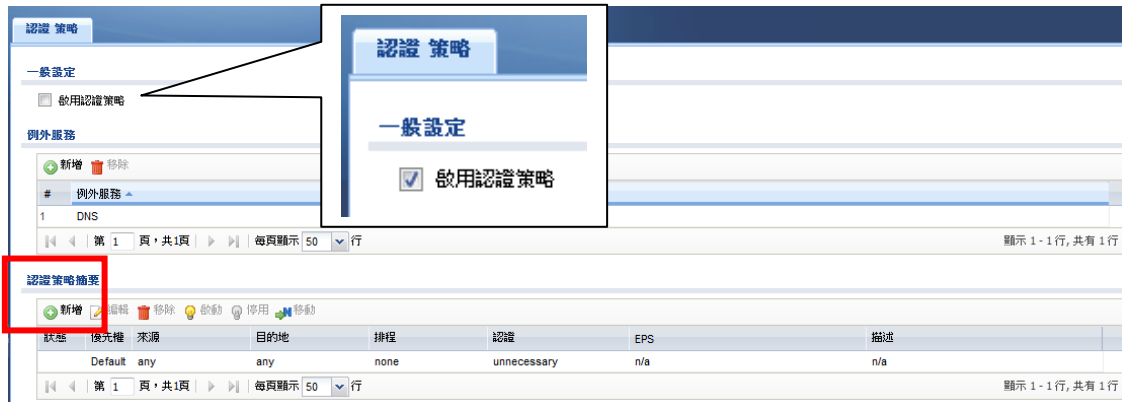 認證 策略
一般設定
啟用認證策略
認證 策略
一般設定
啟用認證策略
例外服務
新增 移除
# 例外服務
1 DNS
第 1 頁，共1頁 每頁顯示 50 行 顯示 1 - 1行, 共有 1行
認證策略摘要
新增 編輯 移除 啟動 停用 移動
狀態 優先權 來源 目的地 排程 認證 EPS 描述
Default any any none unnecessary n/a n/a
第 1 頁，共1頁 每頁顯示 50 行 顯示 1 - 1行, 共有 1行